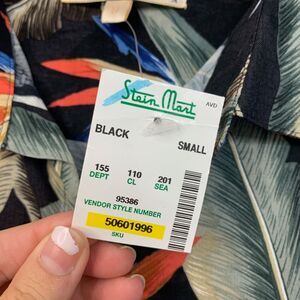 Stein Mart
AVD
BLACK
SMALL
155 110 201
DEPT CL SEA
95386
VENDOR STYLE NUMBER
50601996
SKU